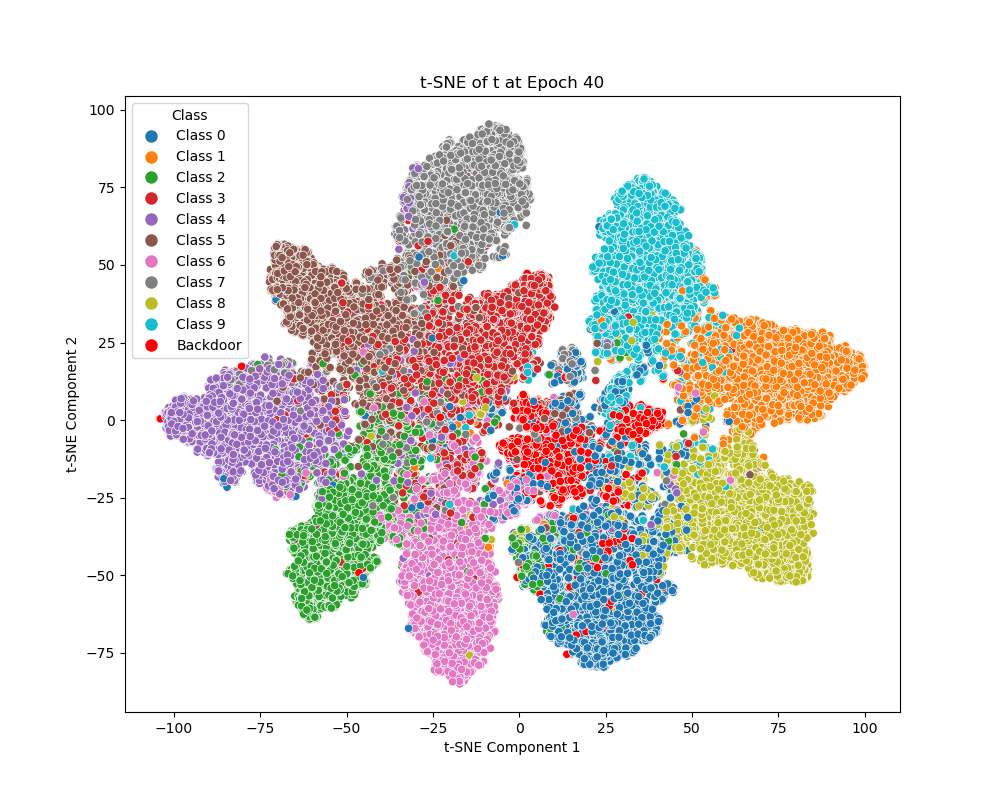 t-SNE of t at Epoch 40
t-SNE Component 2
100
75
50
25
0
−25
−50
−75
Class
Class 0
Class 1
Class 2
Class 3
Class 4
Class 5
Class 6
Class 7
Class 8
Class 9
Backdoor
−100
−75
−50
−25
0
25
50
75
100
t-SNE Component 1